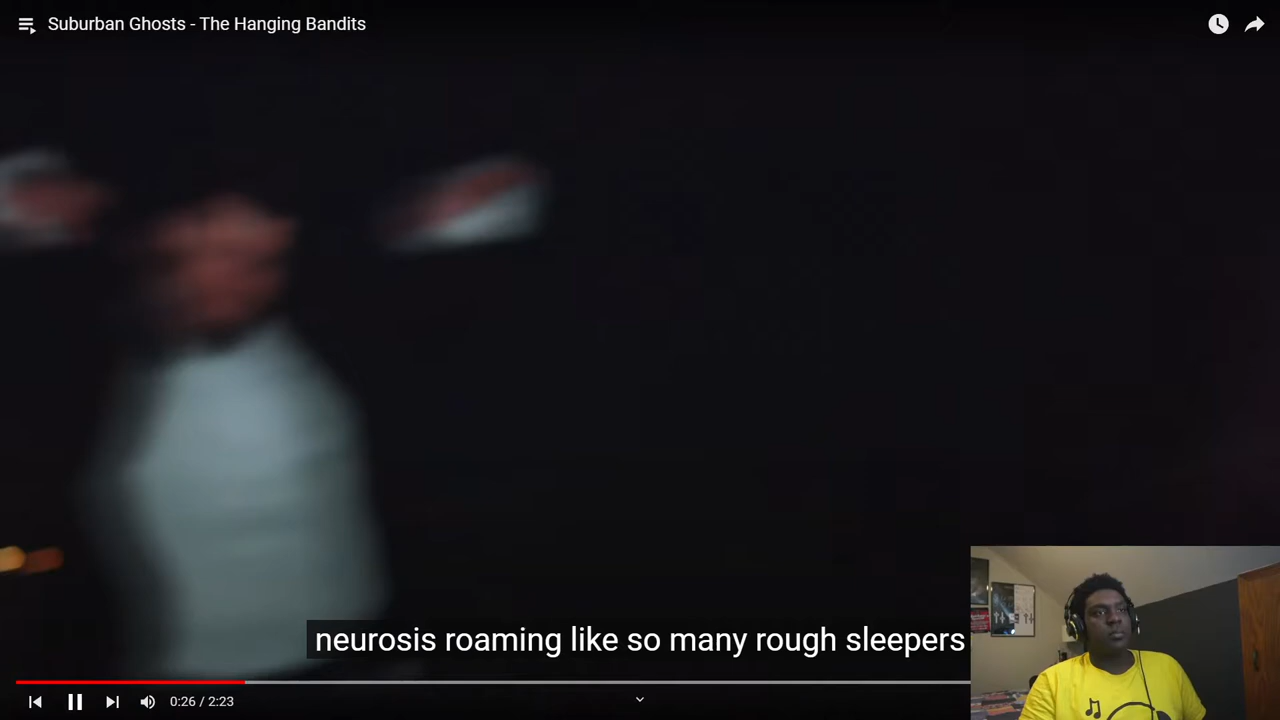 Suburban Ghosts - The Hanging Bandits
neurosis roaming like so many rough sleepers
0:26 / 2:23